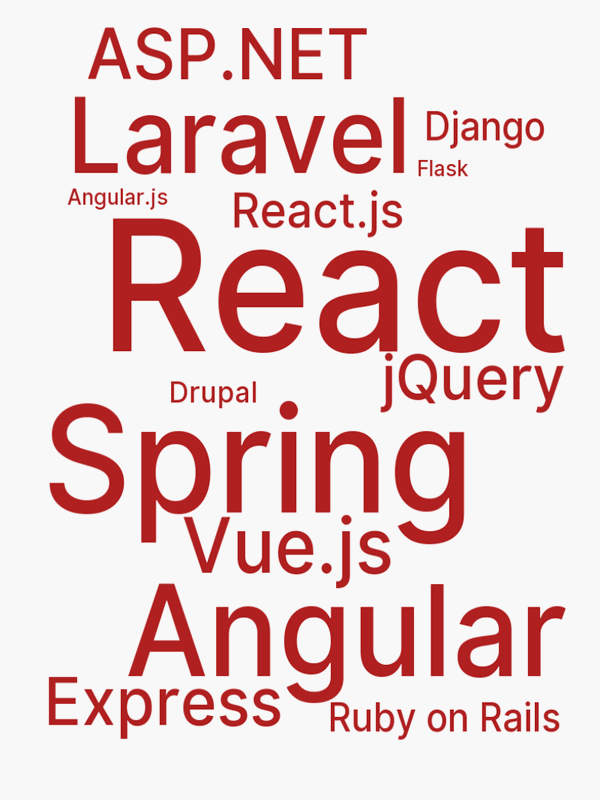 ASP.NET
Laravel
Django
Flask
Angular.js
React.js
React
jQuery
Drupal
Spring
Vue.js
Angular
Express
Ruby on Rails